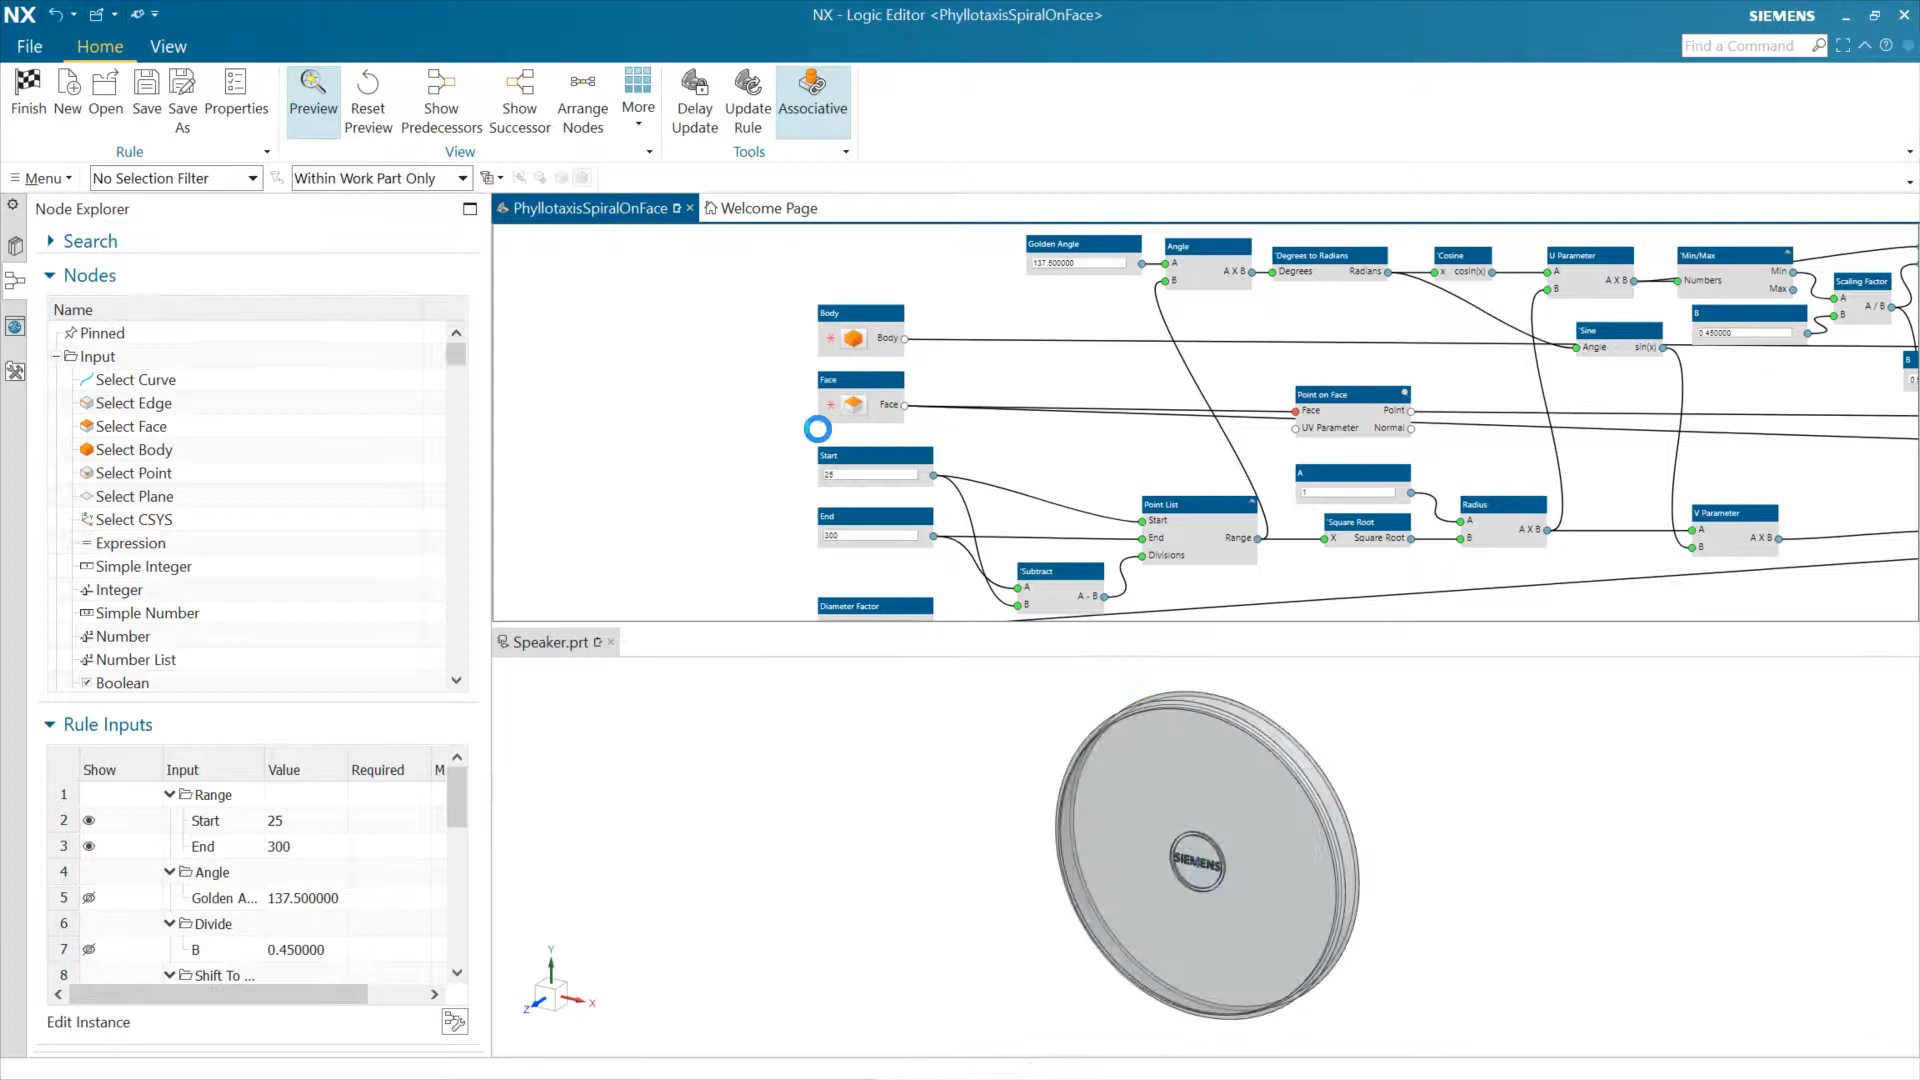 NX
NX - Logic Editor <PhyllotaxisSpiralOnFace>
SIEMENS
File
Home
View
Find a Command
Finish
New
Open
Save
Save As
Properties
Preview
Reset Preview
Show Predecessors
Show Successor
Arrange Nodes
More
Delay Update
Update Rule
Associative
Rule
View
Tools
Menu
No Selection Filter
Within Work Part Only
Node Explorer
Search
Nodes
Name
Pinned
Input
Select Curve
Select Edge
Select Face
Select Body
Select Point
Select Plane
Select CSYS
Expression
Simple Integer
Integer
Simple Number
Number
Number List
Boolean
Rule Inputs
Show Input Value Required M
1 Range
2 Start 25
3 End 300
4 Angle
5 Golden A... 137.500000
6 Divide
7 B 0.450000
8 Shift To ...
Edit Instance
PhyllotaxisSpiralOnFace
Welcome Page
Golden Angle
137.500000
Angle
A
A X B
B
'Degrees to Radians
Degrees Radians
'Cosine
x cosin(x)
U Parameter
A
A X B
B
'Min/Max
Min
Numbers
Max
Scaling Factor
A
A / B
B
B
0.450000
'Sine
Angle sin(x)
B
Body
Body
Face
Face
Point on Face
Face Point
UV Parameter Normal
Start
25
End
300
A
1
Point List
Start
End Range
Divisions
'Square Root
X Square Root
Radius
A
A X B
B
V Parameter
A
A X B
B
'Subtract
A
A - B
B
Diameter Factor
Speaker.prt
SIEMENS
Y
Z
X